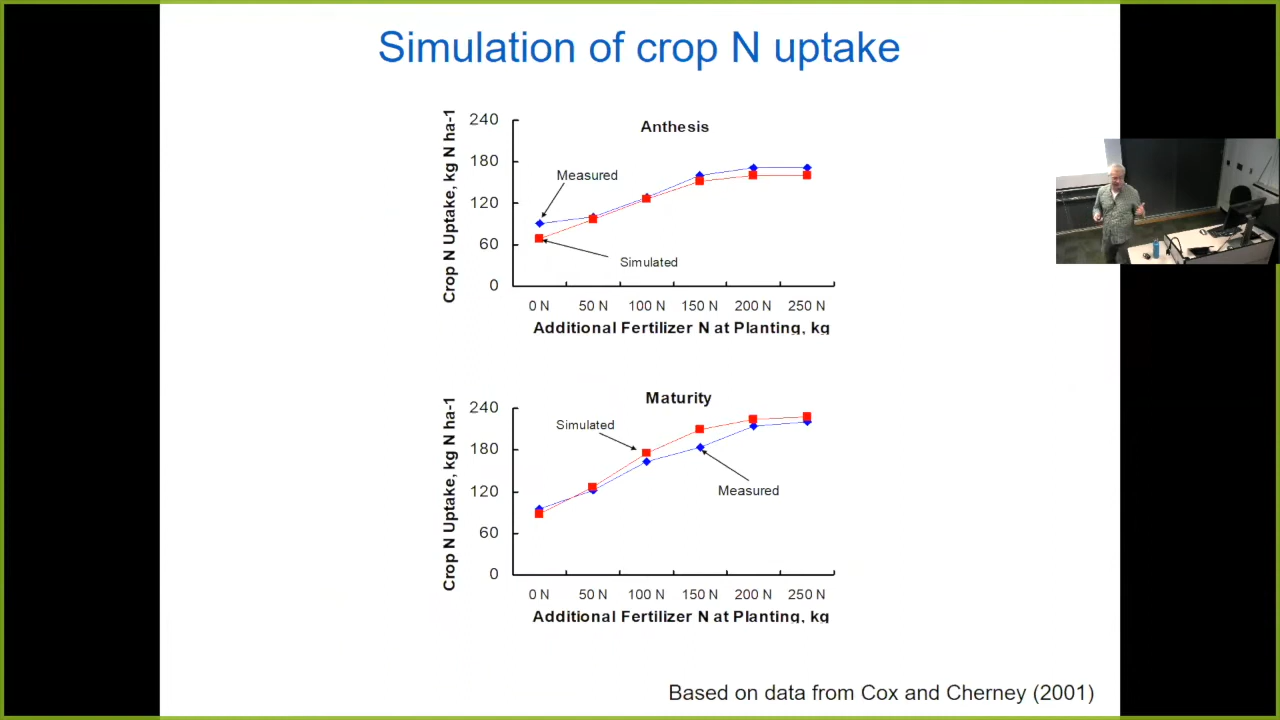 Simulation of crop N uptake
Anthesis
Crop N Uptake, kg N ha-1
240
180
120
60
0
Measured
Simulated
0 N 50 N 100 N 150 N 200 N 250 N
Additional Fertilizer N at Planting, kg
Maturity
Crop N Uptake, kg N ha-1
240
180
120
60
0
Simulated
Measured
0 N 50 N 100 N 150 N 200 N 250 N
Additional Fertilizer N at Planting, kg
Based on data from Cox and Cherney (2001)